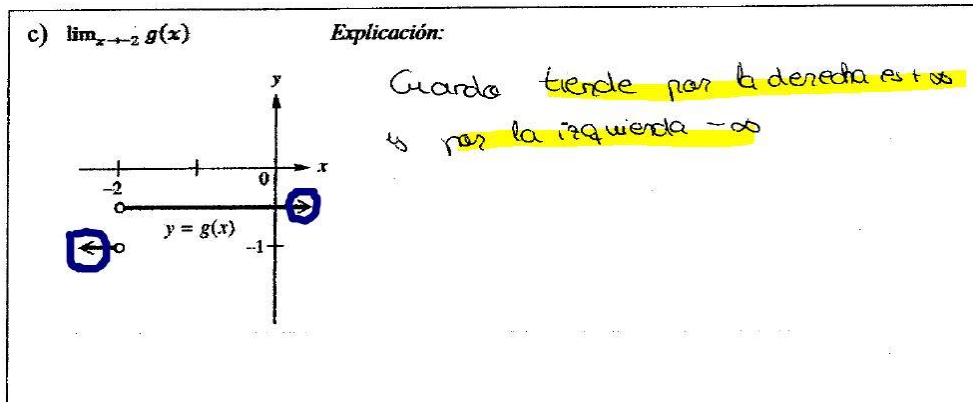 c) lim_{x→-2} g(x)
Explicación:
Cuando tiende por la derecha es +∞
y por la izquierda -∞
y
x
-2
0
y = g(x)
-1